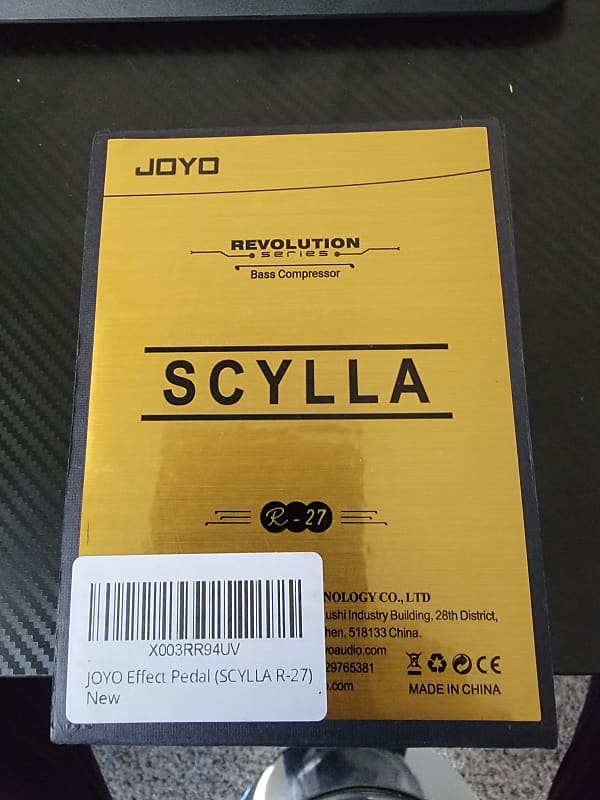 JOYO
REVOLUTION
series
Bass Compressor
SCYLLA
R-27
NOLOGY CO., LTD
ushi Industry Building, 28th District,
hen, 518133 China.
yoaudio.com
29765381
.com
CE
MADE IN CHINA
X003RR94UV
JOYO Effect Pedal (SCYLLA R-27)
New